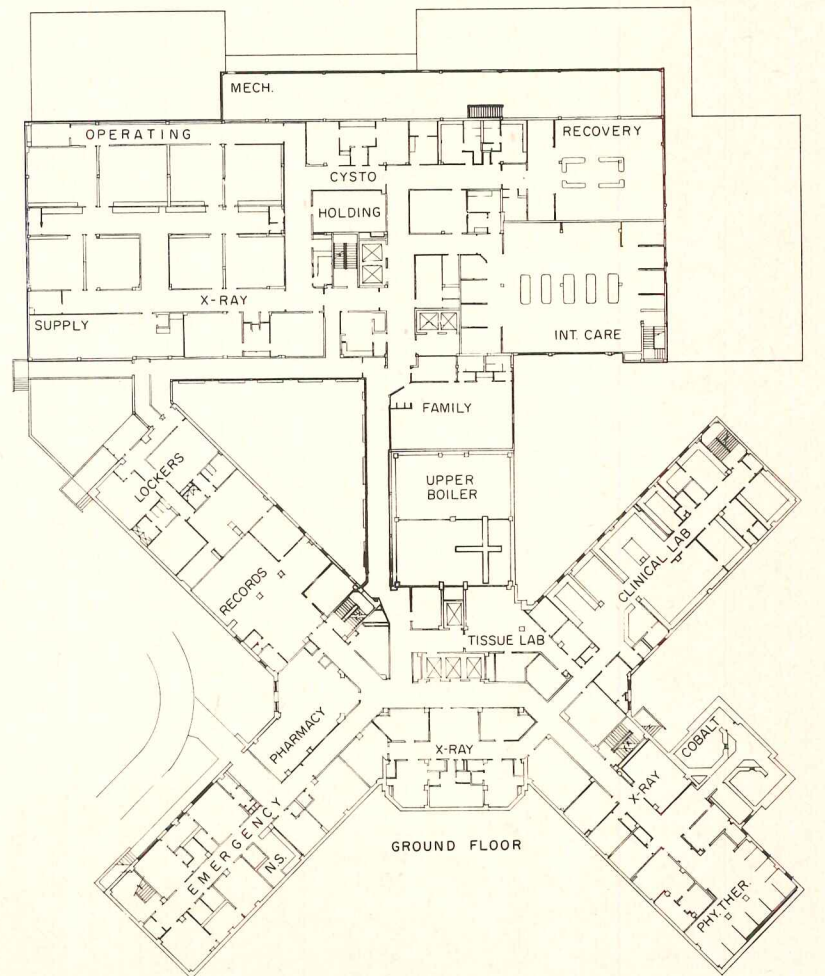 MECH.
OPERATING
RECOVERY
CYSTO
HOLDING
X-RAY
SUPPLY
INT. CARE
FAMILY
LOCKERS
UPPER
BOILER
CLINICAL LAB
RECORDS
TISSUE LAB
PHARMACY
X-RAY
COBALT
X-RAY
EMERGENCY
N.S.
GROUND FLOOR
PHY. THER.